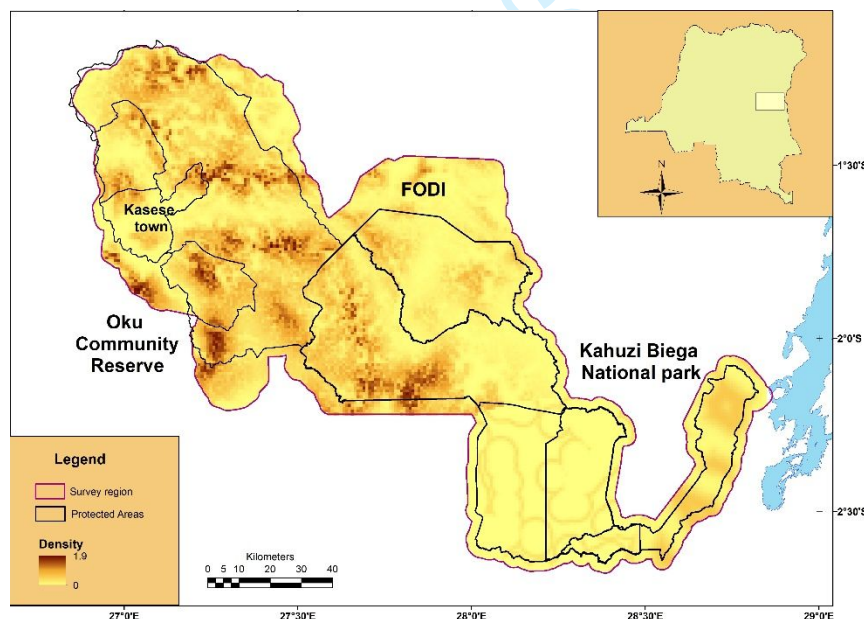 FODI
Kasese
town
Oku
Community
Reserve
Kahuzi Biega
National park
N
1°30'S
2°0'S
2°30'S
Legend
Survey region
Protected Areas
Density
1.9
0
Kilometers
0 5 10 20 30 40
27°0'E
27°30'E
28°0'E
28°30'E
29°0'E